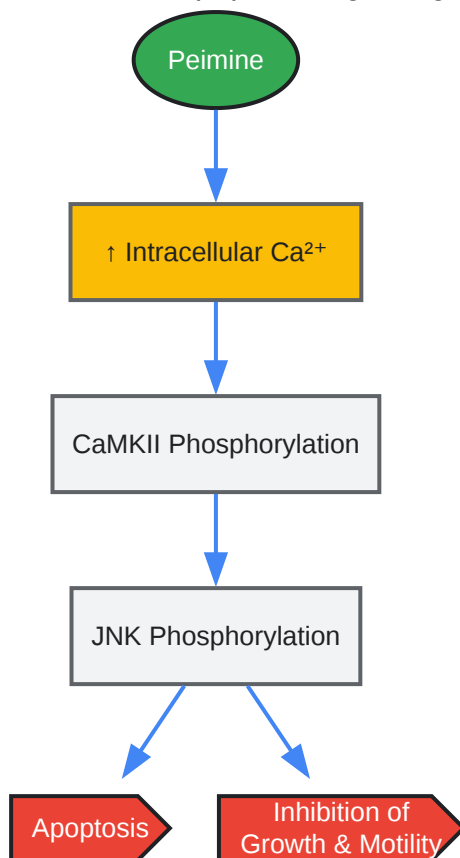 Peimine
↑ Intracellular Ca²⁺
CaMKII Phosphorylation
JNK Phosphorylation
Apoptosis
Inhibition of
Growth & Motility